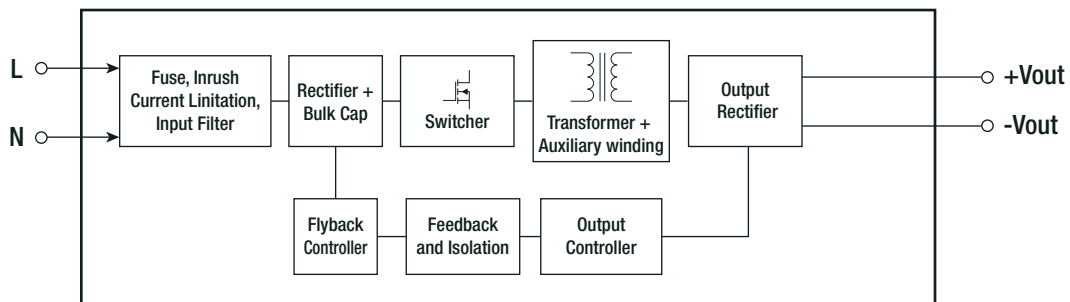 L
N
Fuse, Inrush
Current Linitation,
Input Filter
Rectifier +
Bulk Cap
Switcher
Transformer +
Auxiliary winding
Output
Rectifier
+Vout
-Vout
Flyback
Controller
Feedback
and Isolation
Output
Controller